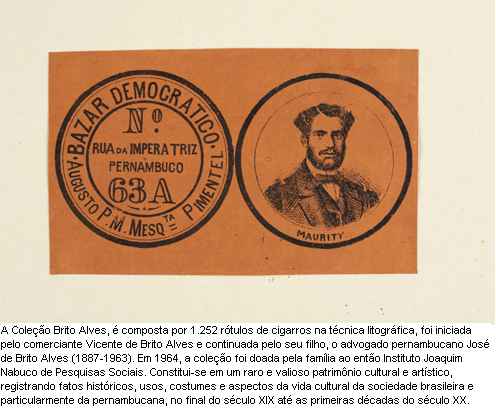 BAZAR DEMOCRATICO
Nº
RUA DA IMPERATRIZ
PERNAMBUCO
63A
AUGUSTO P. M. MESQTA PIMENTEL
MAURITY.
A Coleção Brito Alves, é composta por 1.252 rótulos de cigarros na técnica litográfica, foi iniciada
pelo comerciante Vicente de Brito Alves e continuada pelo seu filho, o advogado pernambucano José
de Brito Alves (1887-1963). Em 1964, a coleção foi doada pela família ao então Instituto Joaquim
Nabuco de Pesquisas Sociais. Constitui-se em um raro e valioso patrimônio cultural e artístico,
registrando fatos históricos, usos, costumes e aspectos da vida cultural da sociedade brasileira e
particularmente da pernambucana, no final do século XIX até as primeiras décadas do século XX.